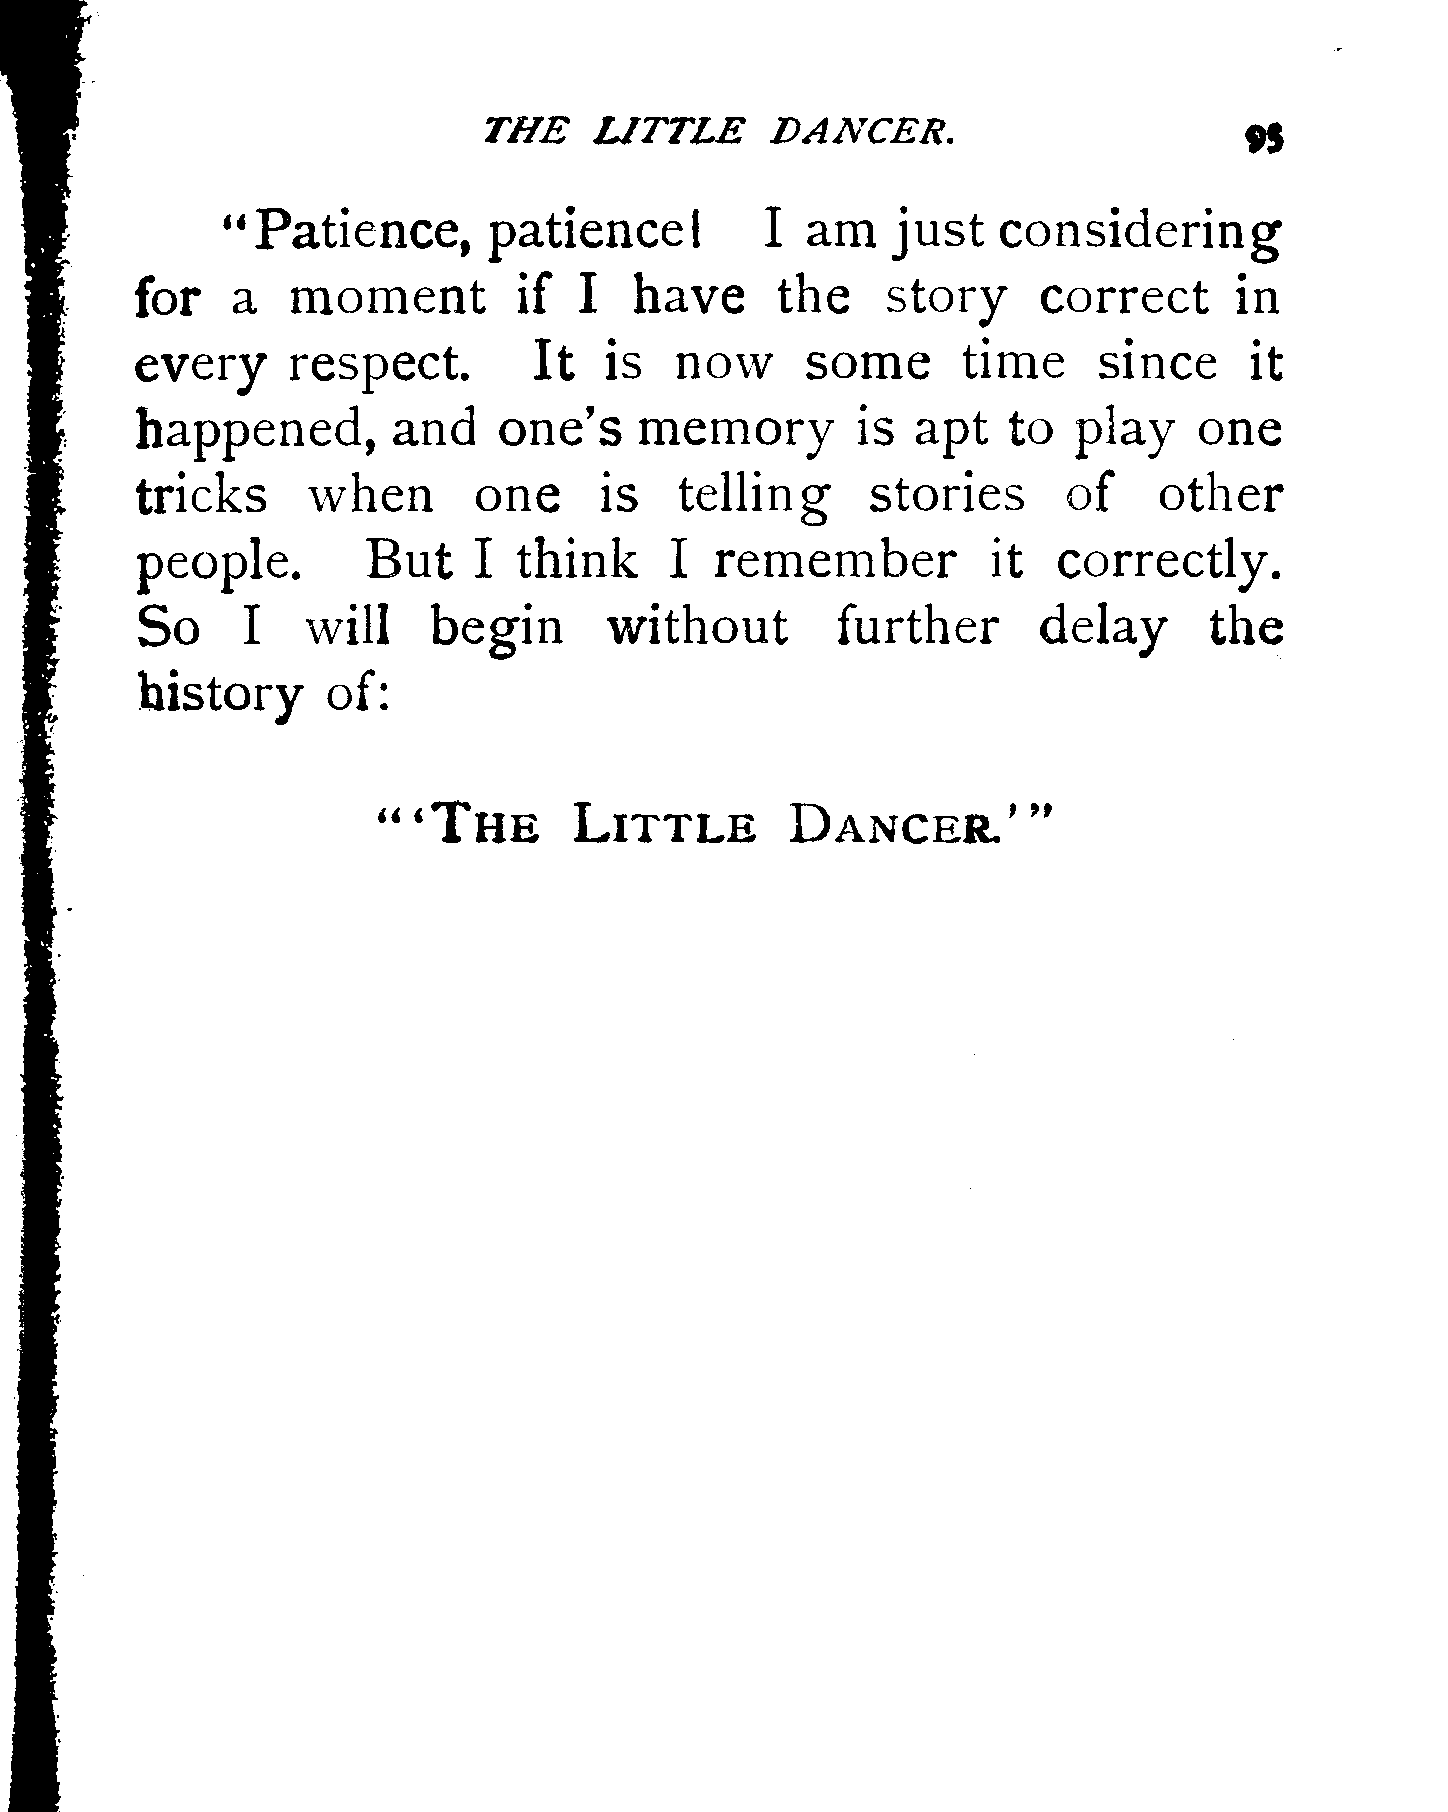 THE LITTLE DANCER. 95
“Patience, patience! I am just considering
for a moment if I have the story correct in
every respect. It is now some time since it
happened, and one’s memory is apt to play one
tricks when one is telling stories of other
people. But I think I remember it correctly.
So I will begin without further delay the
history of:
“‘THE LITTLE DANCER.’”